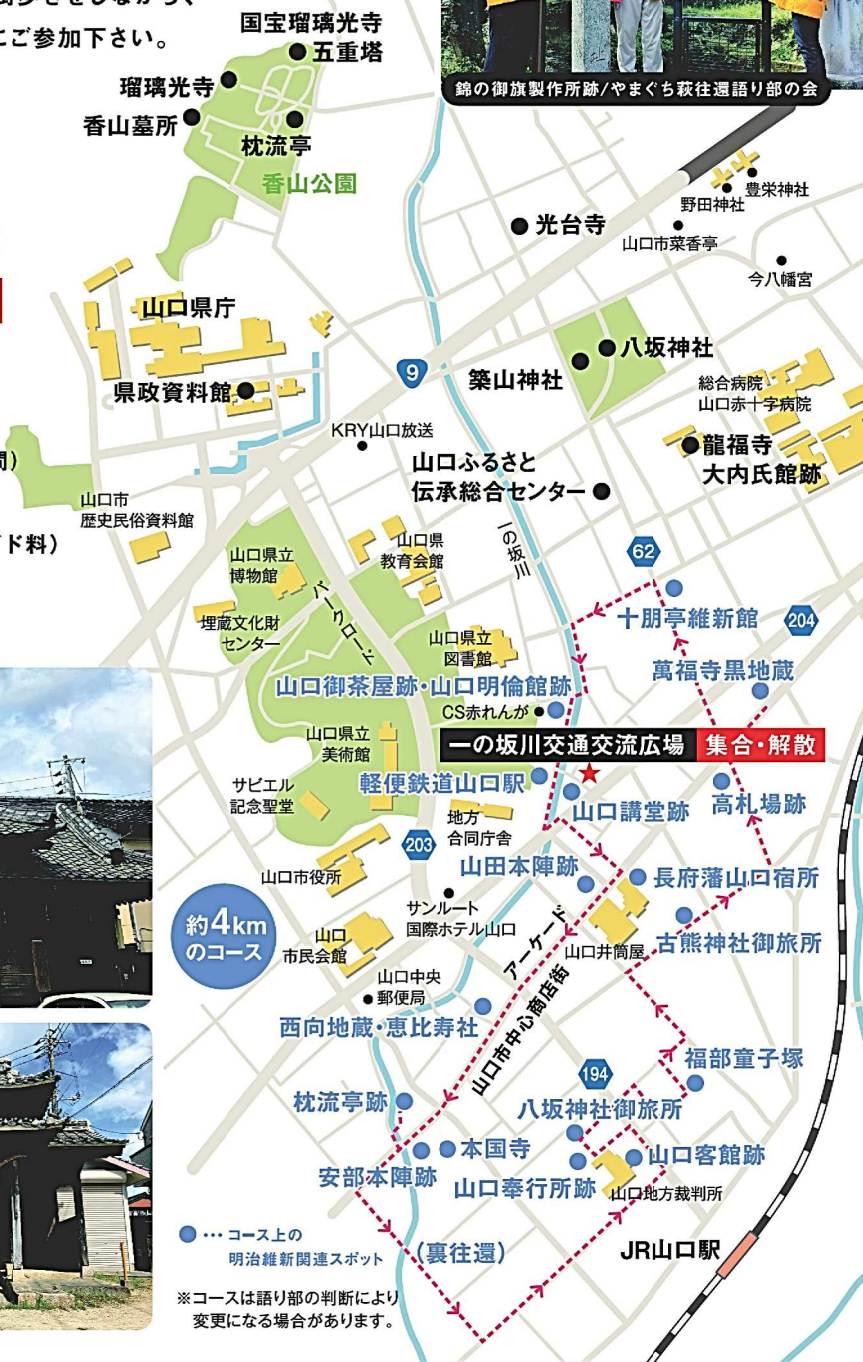 にご参加下さい。
国宝瑠璃光寺
五重塔
瑠璃光寺
香山墓所
枕流亭
香山公園
錦の御旗製作所跡/やまぐち萩往還語り部の会
豊栄神社
野田神社
光台寺
山口市菜香亭
今八幡宮
山口県庁
県政資料館
9
八坂神社
築山神社
総合病院
山口赤十字病院
KRY山口放送
龍福寺
大内氏館跡
山口ふるさと
伝承総合センター
一の坂川
間)
山口市
歴史民俗資料館
ド料)
山口県立
博物館
山口県
教育会館
パークロード
埋蔵文化財
センター
山口県立
図書館
62
十朋亭維新館
204
萬福寺黒地蔵
山口御茶屋跡・山口明倫館跡
CS赤れんが
一の坂川交通交流広場 集合・解散
山口県立
美術館
軽便鉄道山口駅
サビエル
記念聖堂
山口講堂跡
高札場跡
地方
合同庁舎
203
山口市役所
山田本陣跡
長府藩山口宿所
サンルート
国際ホテル山口
古熊神社御旅所
約4km
のコース
山口
市民会館
アーケード
山口井筒屋
山口中央
郵便局
山口市中心商店街
西向地蔵・恵比寿社
福部童子塚
194
枕流亭跡
八坂神社御旅所
本国寺
安部本陣跡
山口奉行所跡
山口客館跡
山口地方裁判所
●…コース上の
明治維新関連スポット
(裏往還)
JR山口駅
※コースは語り部の判断により
変更になる場合があります。